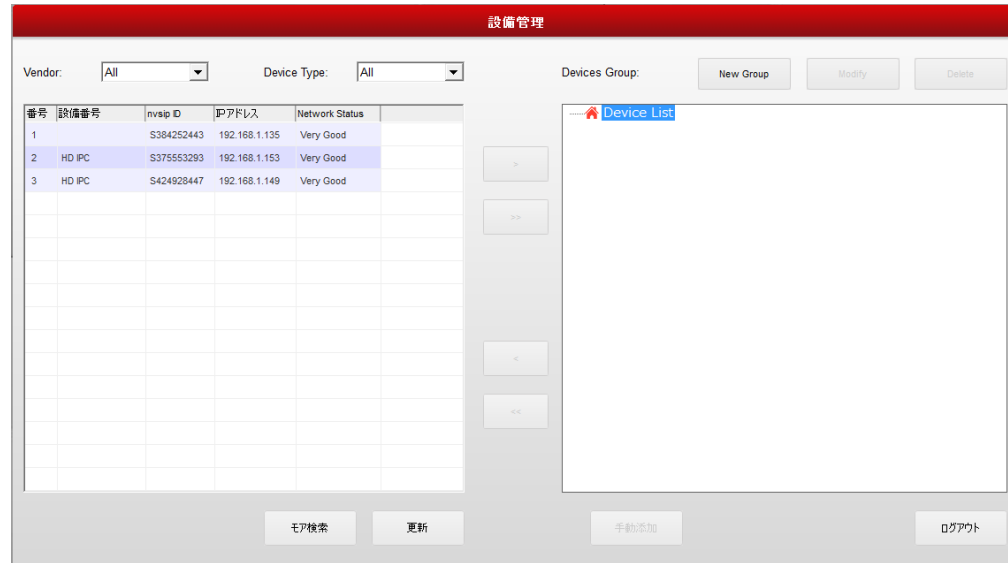 設備管理
Vendor: All Device Type: All Devices Group: New Group Modify Delete
番号 設備番号 nvsip ID IPアドレス Network Status
Device List
1 S384252443 192.168.1.135 Very Good
2 HD IPC S375553293 192.168.1.153 Very Good
>
3 HD IPC S424928447 192.168.1.149 Very Good
>>
<
<<
モア検索 更新 手動添加 ログアウト